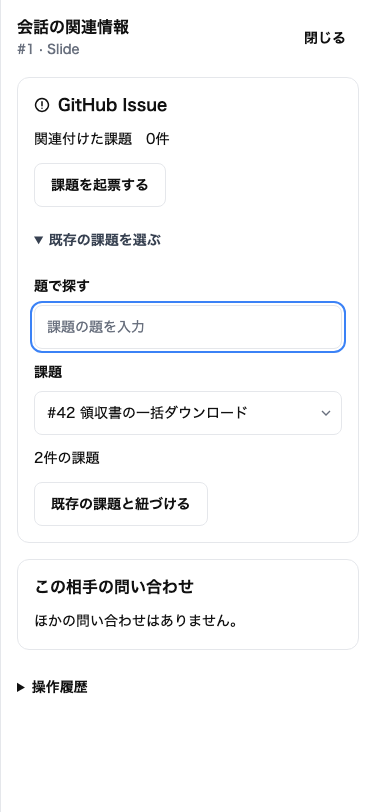 会話の関連情報
#1 · Slide
閉じる
GitHub Issue
関連付けた課題　0件
課題を起票する
▼ 既存の課題を選ぶ
題で探す
課題の題を入力
課題
#42 領収書の一括ダウンロード
2件の課題
既存の課題と紐づける
この相手の問い合わせ
ほかの問い合わせはありません。
▶ 操作履歴